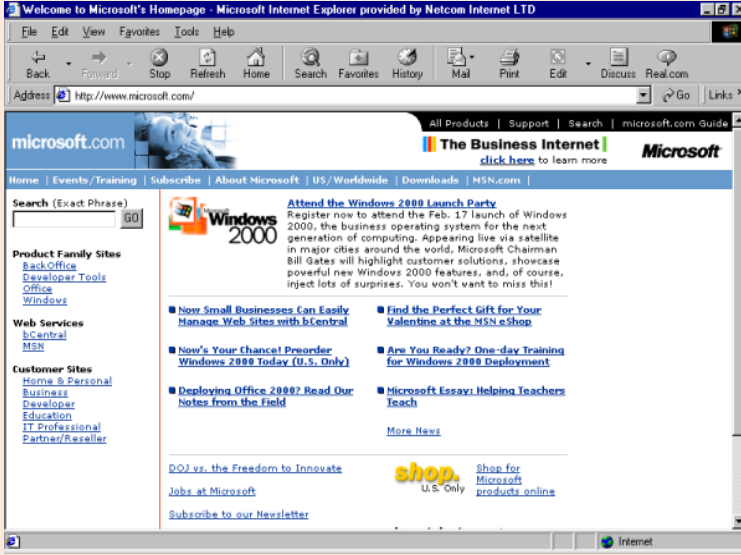 Welcome to Microsoft's Homepage - Microsoft Internet Explorer provided by Netcom Internet LTD
File Edit View Favorites Tools Help
Back Forward Stop Refresh Home Search Favorites History Mail Print Edit Discuss Real.com
Address http://www.microsoft.com/ Go Links
All Products | Support | Search | microsoft.com Guide
microsoft.com
The Business Internet
click here to learn more
Microsoft
Home | Events/Training | Subscribe | About Microsoft | US/Worldwide | Downloads | MSN.com |
Search (Exact Phrase)
GO
Product Family Sites
BackOffice
Developer Tools
Office
Windows
Web Services
bCentral
MSN
Customer Sites
Home & Personal
Business
Developer
Education
IT Professional
Partner/Reseller
Windows
2000
Attend the Windows 2000 Launch Party
Register now to attend the Feb. 17 launch of Windows
2000, the business operating system for the next
generation of computing. Appearing live via satellite
in major cities around the world, Microsoft Chairman
Bill Gates will highlight customer solutions, showcase
powerful new Windows 2000 features, and, of course,
inject lots of surprises. You won't want to miss this!
Now Small Businesses Can Easily
Manage Web Sites with bCentral
Find the Perfect Gift for Your
Valentine at the MSN eShop
Now's Your Chance! Preorder
Windows 2000 Today (U.S. Only)
Are You Ready? One-day Training
for Windows 2000 Deployment
Deploying Office 2000? Read Our
Notes from the Field
Microsoft Essay: Helping Teachers
Teach
More News
DOJ vs. the Freedom to Innovate
Jobs at Microsoft
Subscribe to our Newsletter
shop.
U.S. Only
Shop for
Microsoft
products online
Internet